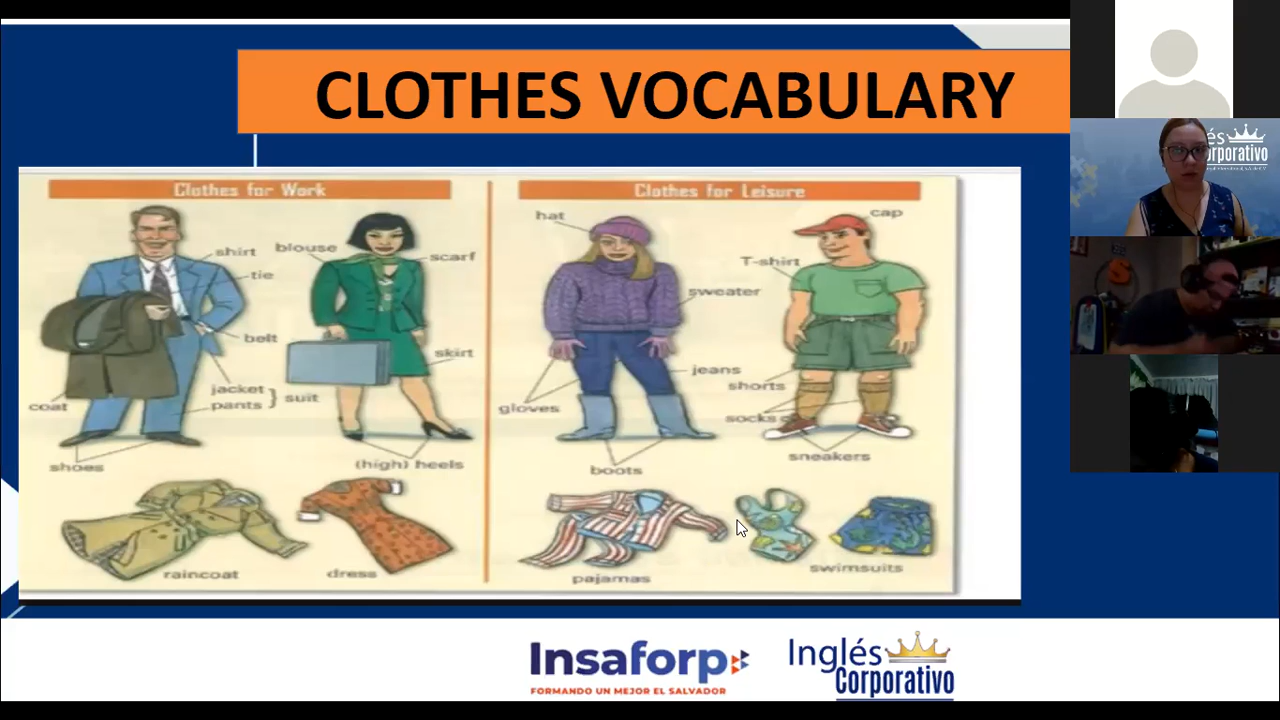 CLOTHES VOCABULARY
Clothes for Work
shirt
blouse
scarf
tie
belt
skirt
jacket
pants
suit
coat
shoes
(high) heels
raincoat
dress
Clothes for Leisure
hat
cap
T-shirt
sweater
jeans
shorts
gloves
socks
boots
sneakers
pajamas
swimsuits
Insaforp
FORMANDO UN MEJOR EL SALVADOR
Inglés
Corporativo
és
orporativo